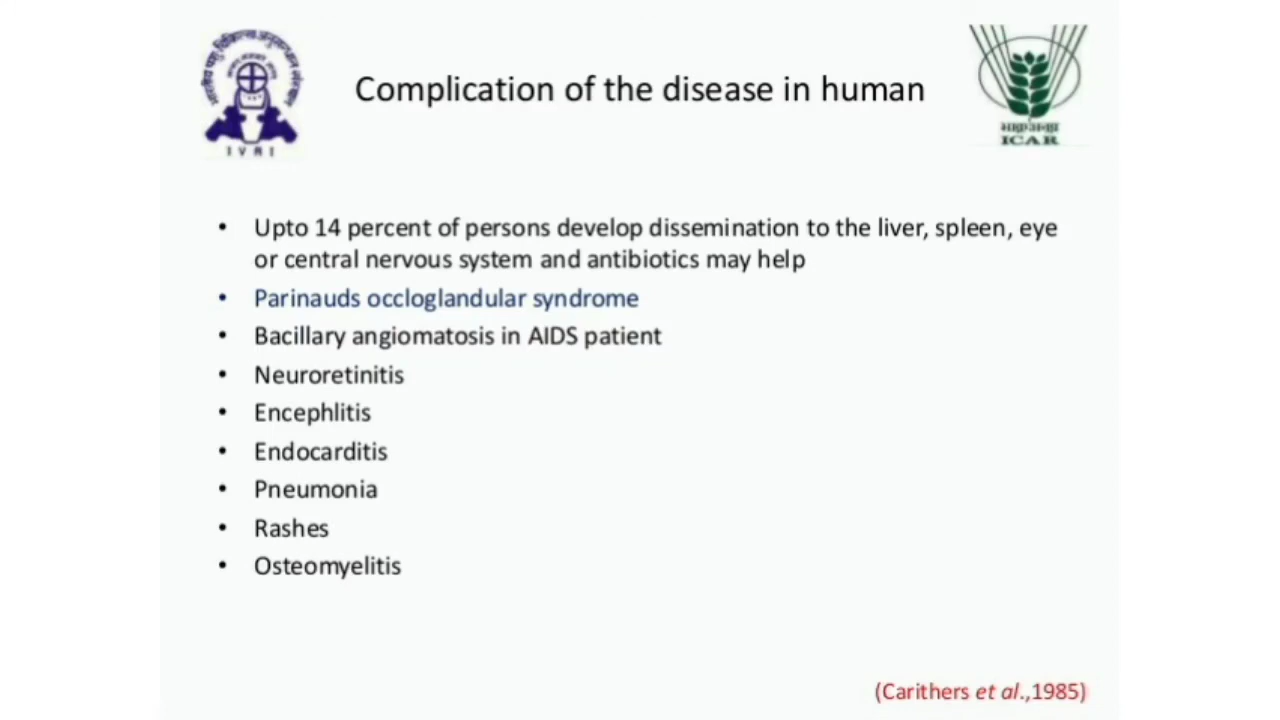 Complication of the disease in human
IVRI
ICAR
• Upto 14 percent of persons develop dissemination to the liver, spleen, eye
or central nervous system and antibiotics may help
• Parinauds occloglandular syndrome
• Bacillary angiomatosis in AIDS patient
• Neuroretinitis
• Encephlitis
• Endocarditis
• Pneumonia
• Rashes
• Osteomyelitis
(Carithers et al.,1985)